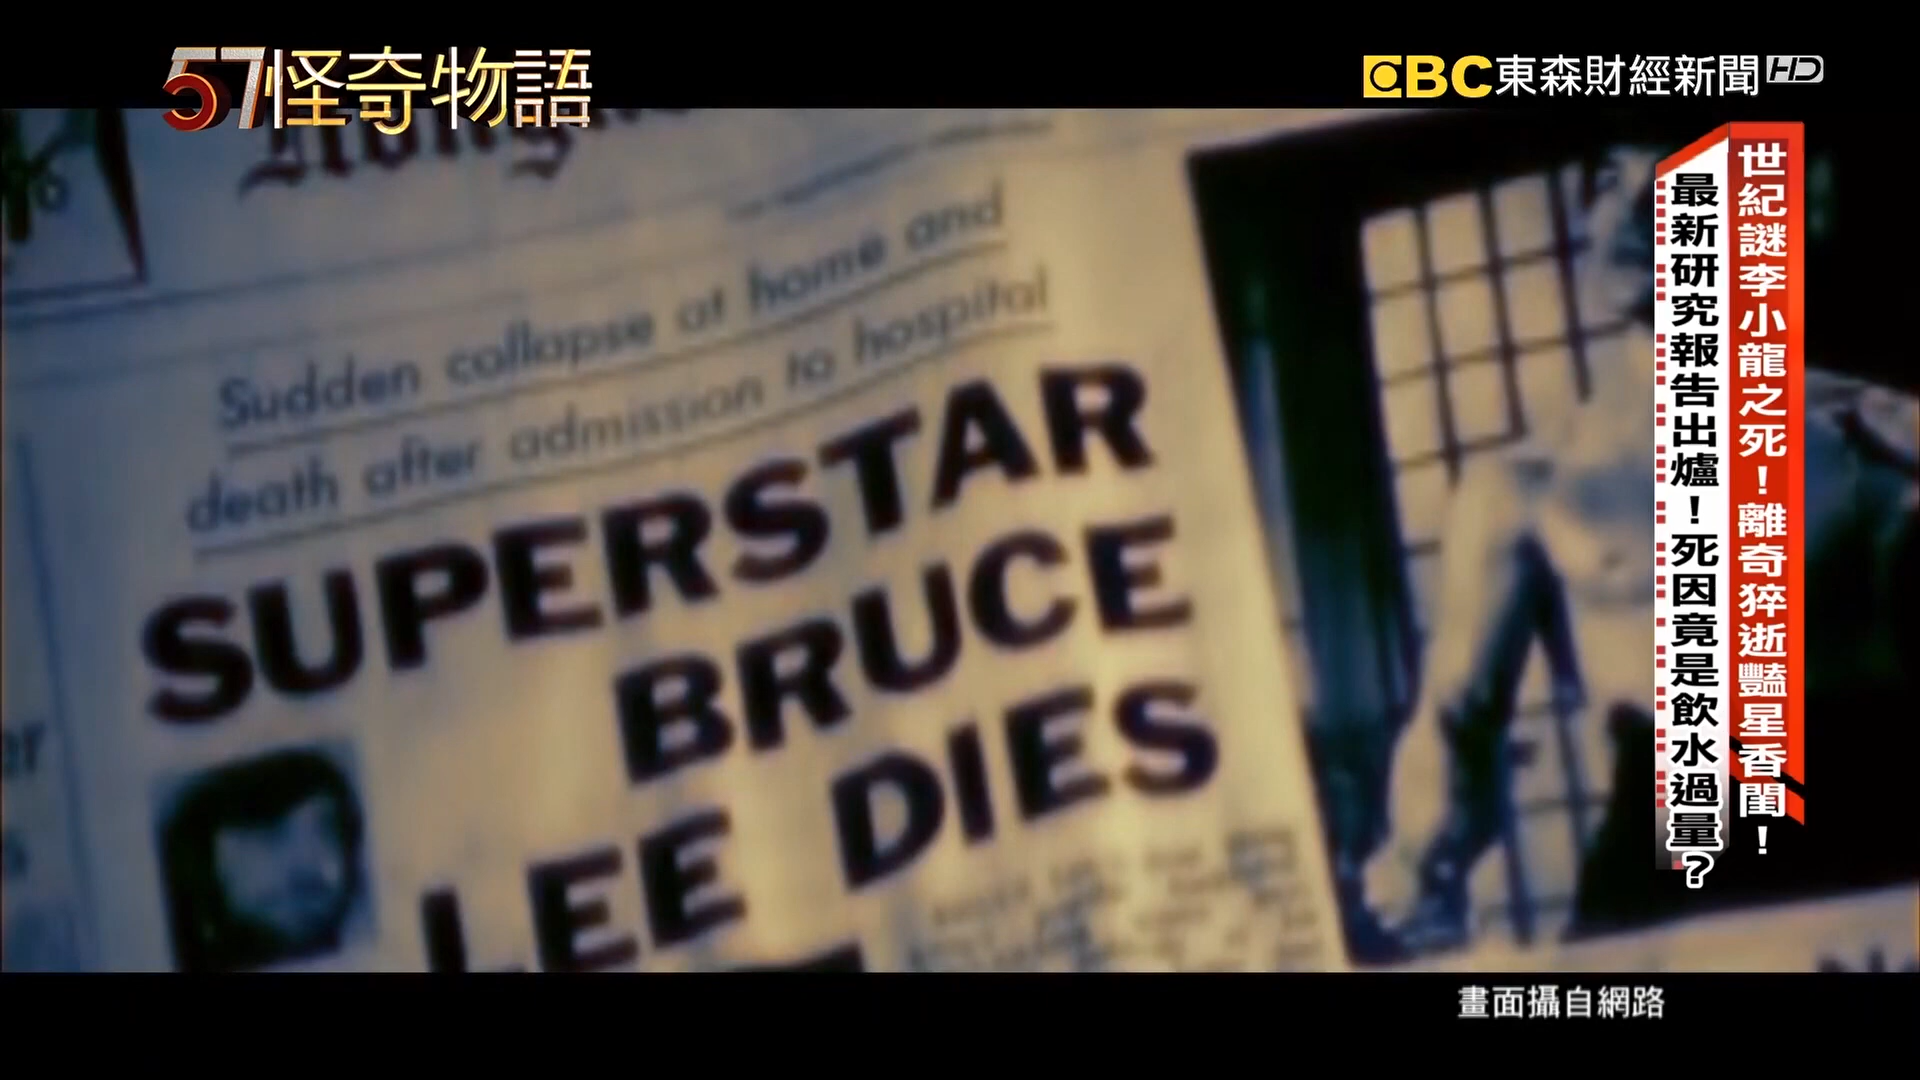 57怪奇物語
EBC東森財經新聞HD
世紀謎李小龍之死！離奇猝逝豔星香閨！
最新研究報告出爐！死因竟是飲水過量？
Sudden collapse at home and
death after admission to hospital
SUPERSTAR
BRUCE
LEE DIES
畫面攝自網路